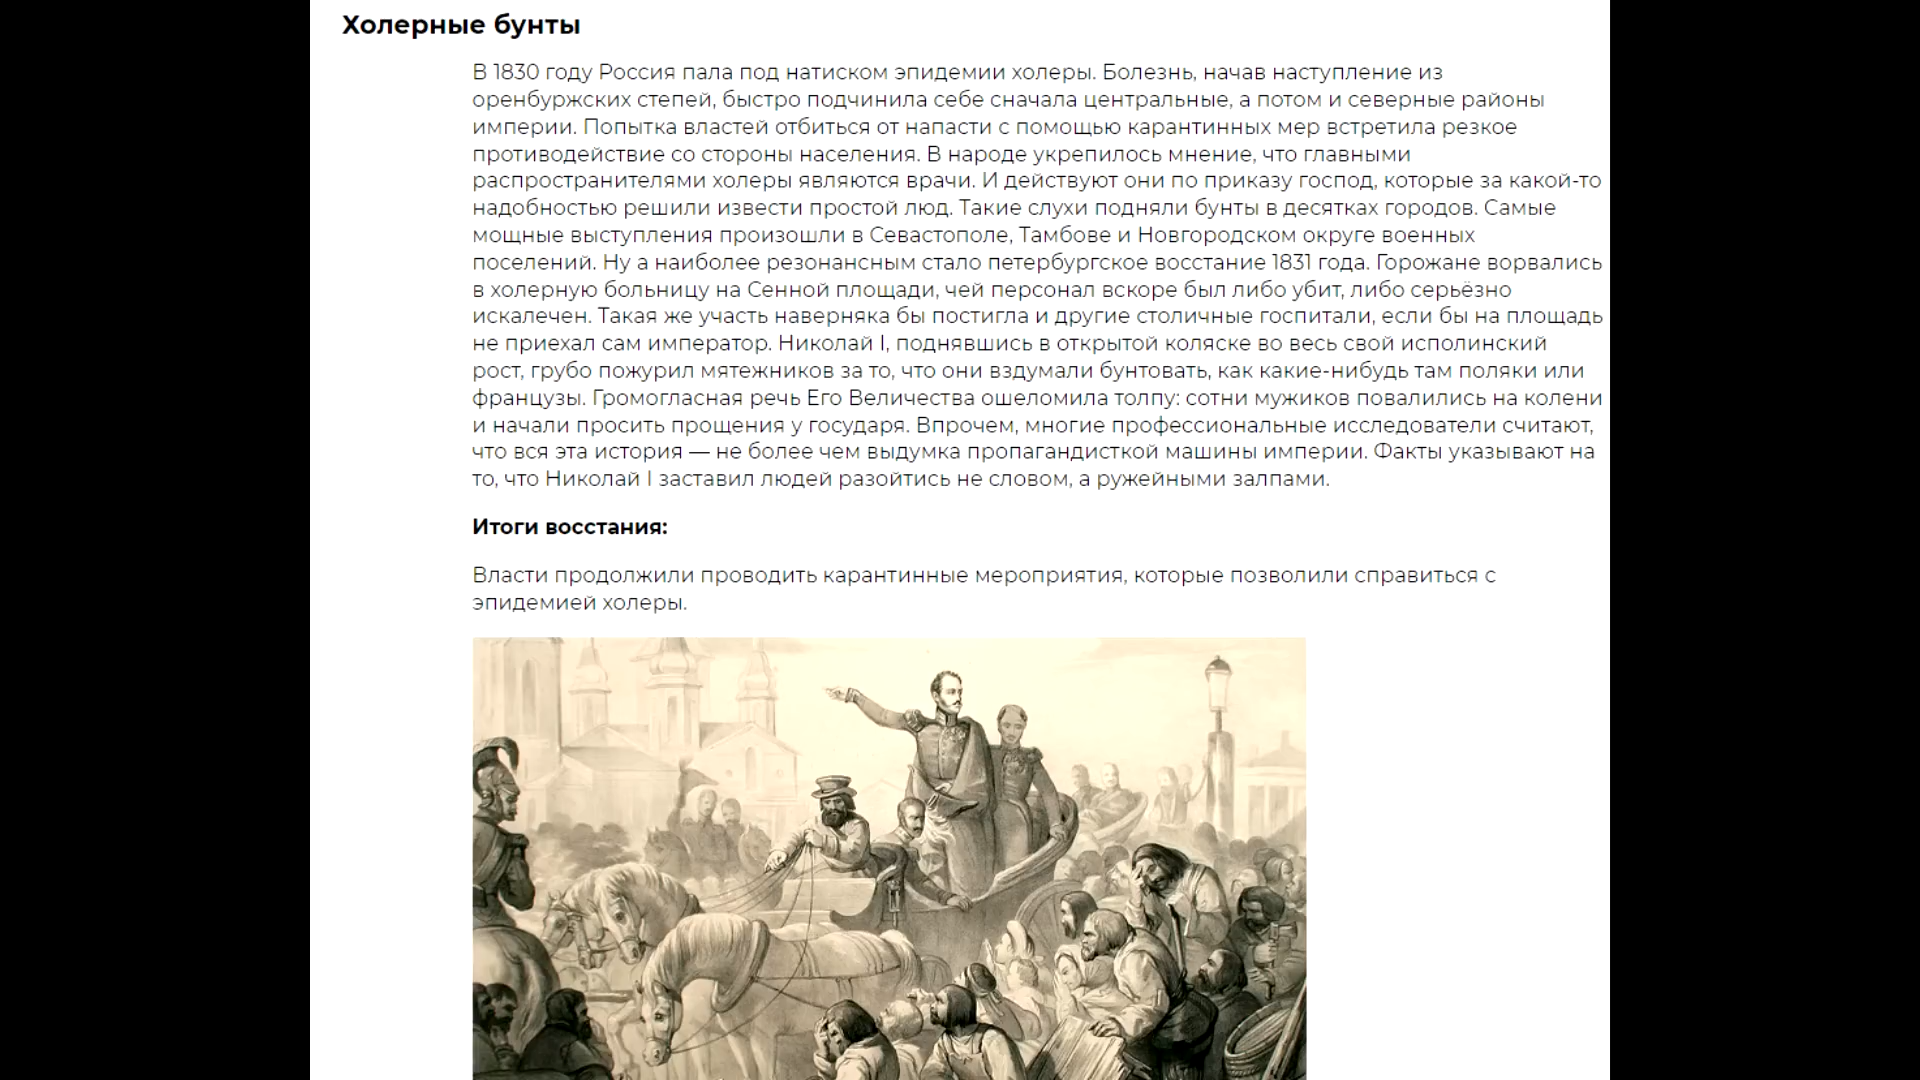 Холерные бунты
В 1830 году Россия пала под натиском эпидемии холеры. Болезнь, начав наступление из
оренбуржских степей, быстро подчинила себе сначала центральные, а потом и северные районы
империи. Попытка властей отбиться от напасти с помощью карантинных мер встретила резкое
противодействие со стороны населения. В народе укрепилось мнение, что главными
распространителями холеры являются врачи. И действуют они по приказу господ, которые за какой-то
надобностью решили извести простой люд. Такие слухи подняли бунты в десятках городов. Самые
мощные выступления произошли в Севастополе, Тамбове и Новгородском округе военных
поселений. Ну а наиболее резонансным стало петербургское восстание 1831 года. Горожане ворвались
в холерную больницу на Сенной площади, чей персонал вскоре был либо убит, либо серьёзно
искалечен. Такая же участь наверняка бы постигла и другие столичные госпитали, если бы на площадь
не приехал сам император. Николай I, поднявшись в открытой коляске во весь свой исполинский
рост, грубо пожурил мятежников за то, что они вздумали бунтовать, как какие-нибудь там поляки или
французы. Громогласная речь Его Величества ошеломила толпу: сотни мужиков повалились на колени
и начали просить прощения у государя. Впрочем, многие профессиональные исследователи считают,
что вся эта история — не более чем выдумка пропагандисткой машины империи. Факты указывают на
то, что Николай I заставил людей разойтись не словом, а ружейными залпами.
Итоги восстания:
Власти продолжили проводить карантинные мероприятия, которые позволили справиться с
эпидемией холеры.